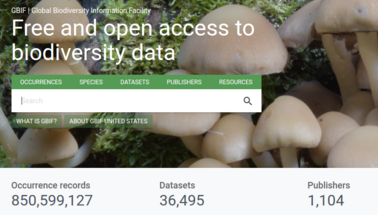 GBIF | Global Biodiversity Information Facility
Free and open access to
biodiversity data
OCCURRENCES SPECIES DATASETS PUBLISHERS RESOURCES
Search
WHAT IS GBIF? ABOUT GBIF UNITED STATES
Occurrence records Datasets Publishers
850,599,127 36,495 1,104